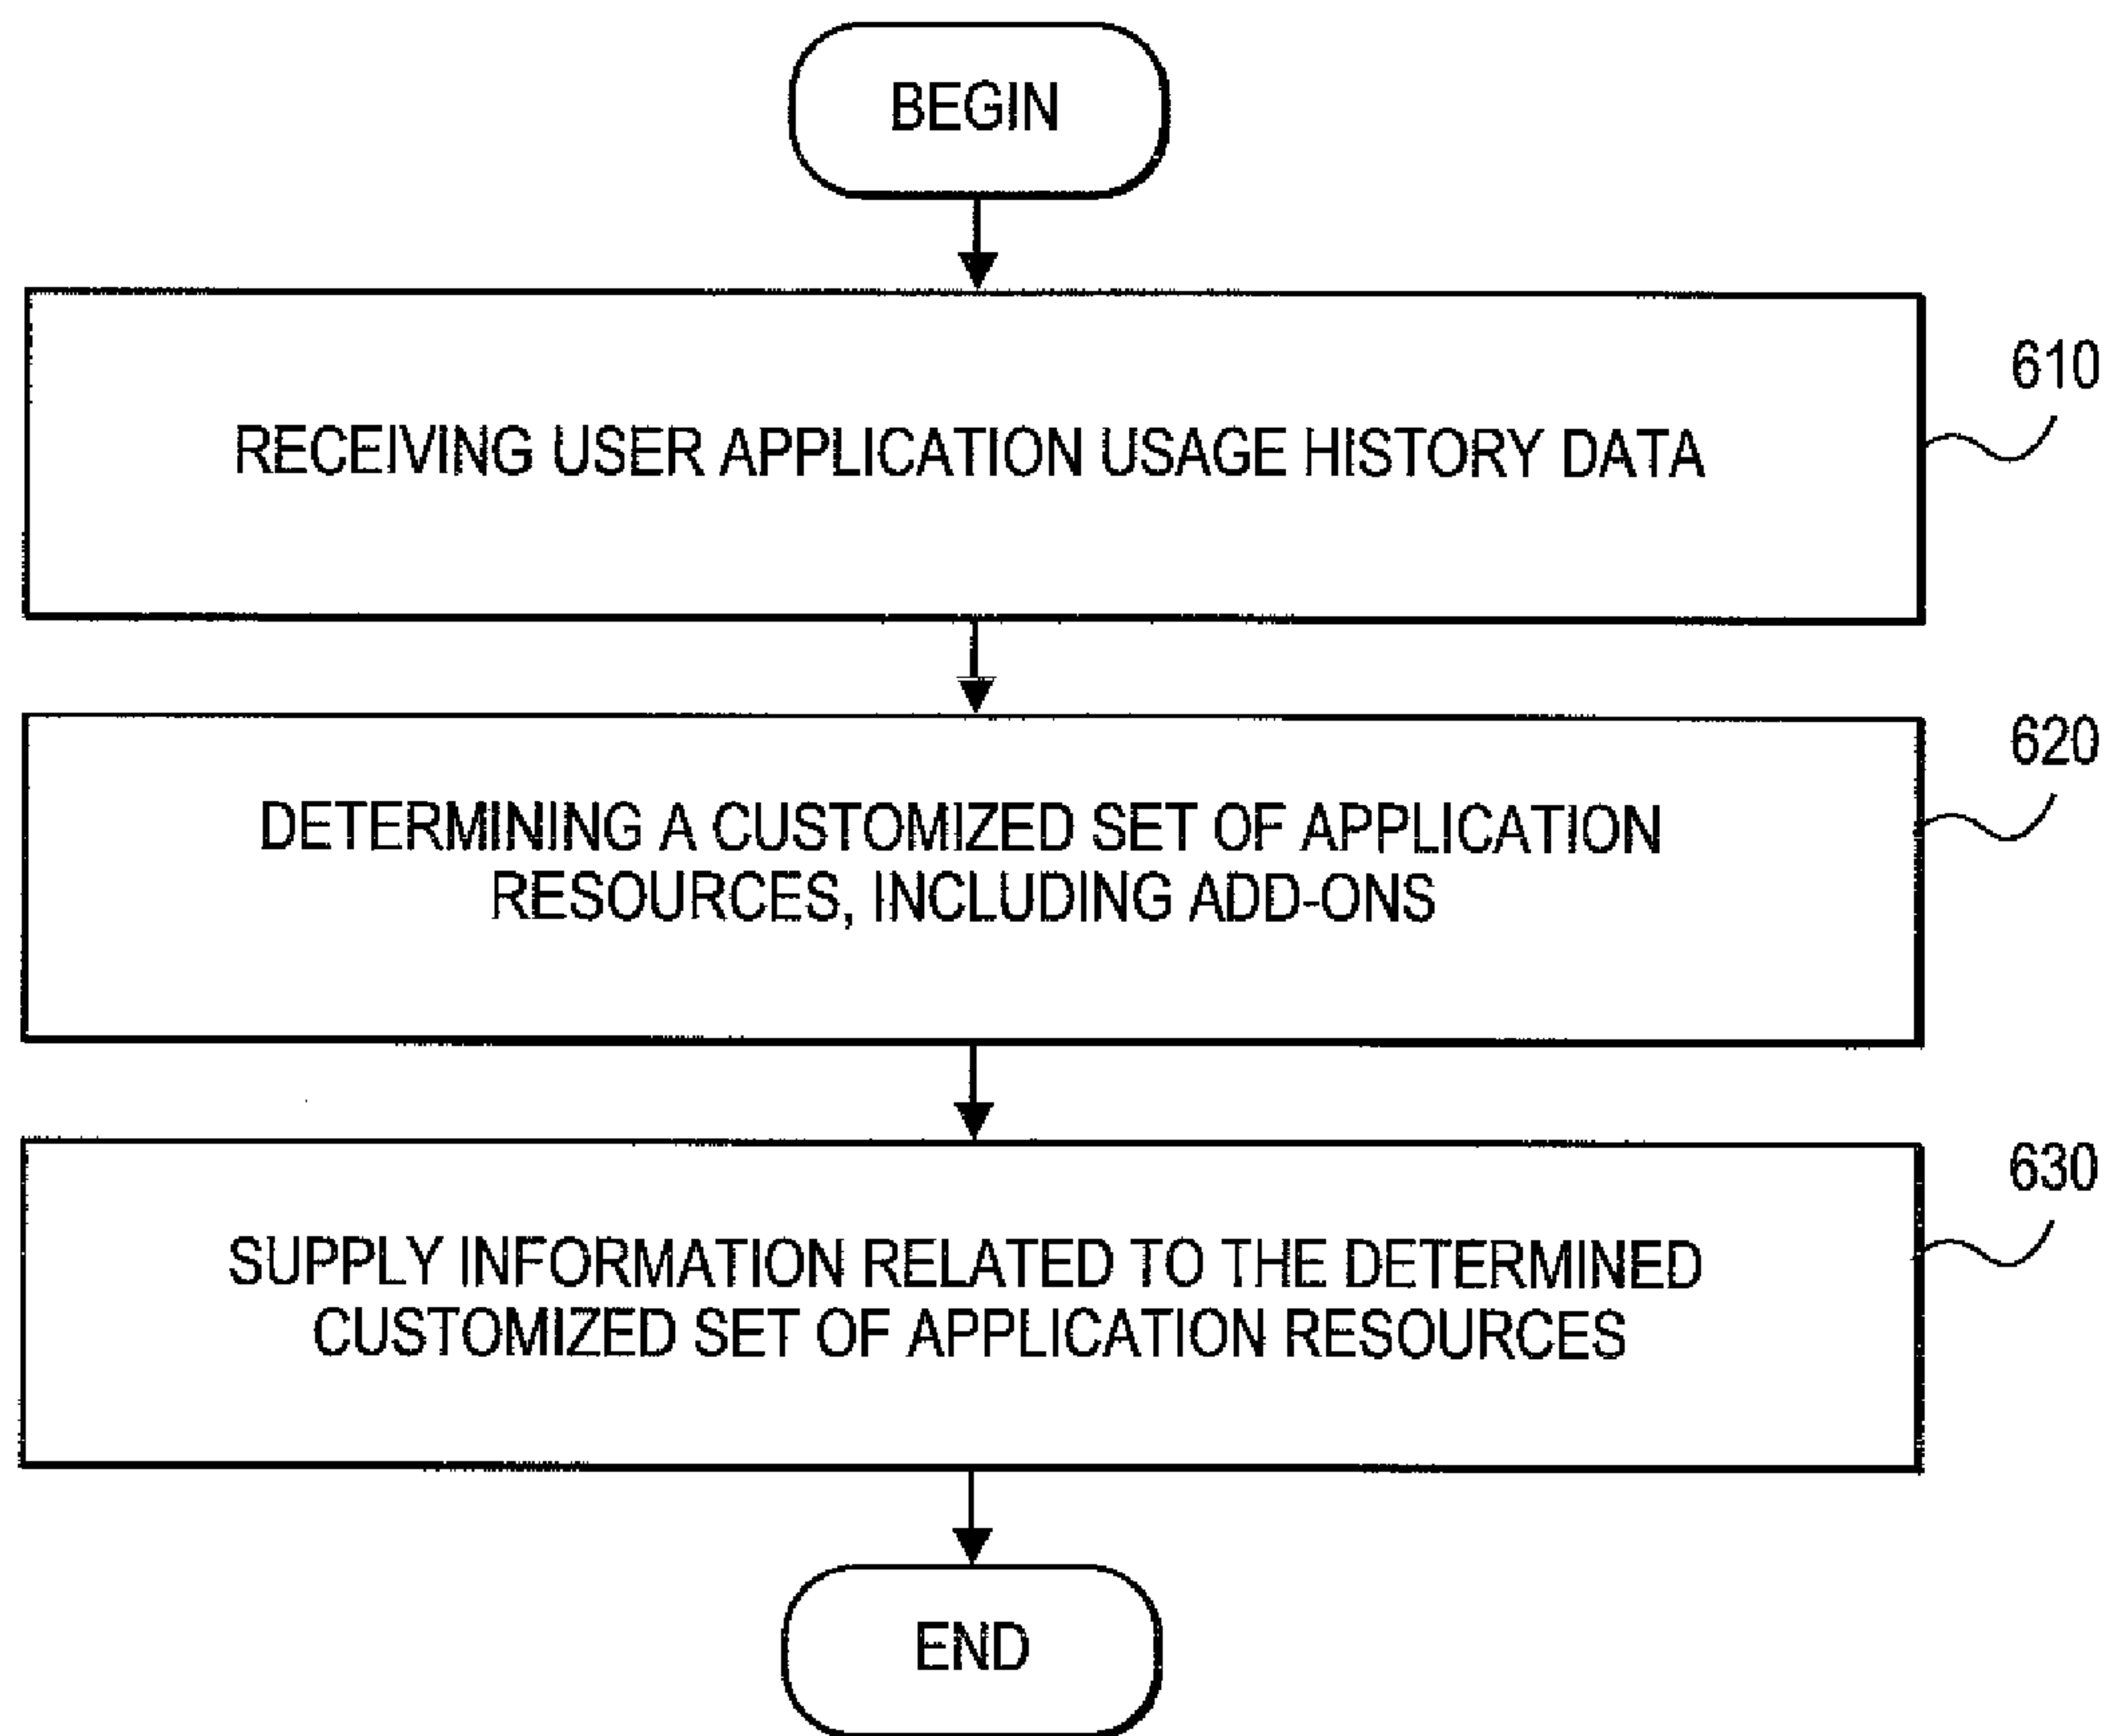 BEGIN
610
RECEIVING USER APPLICATION USAGE HISTORY DATA
620
DETERMINING A CUSTOMIZED SET OF APPLICATION
RESOURCES, INCLUDING ADD-ONS
630
SUPPLY INFORMATION RELATED TO THE DETERMINED
CUSTOMIZED SET OF APPLICATION RESOURCES
END